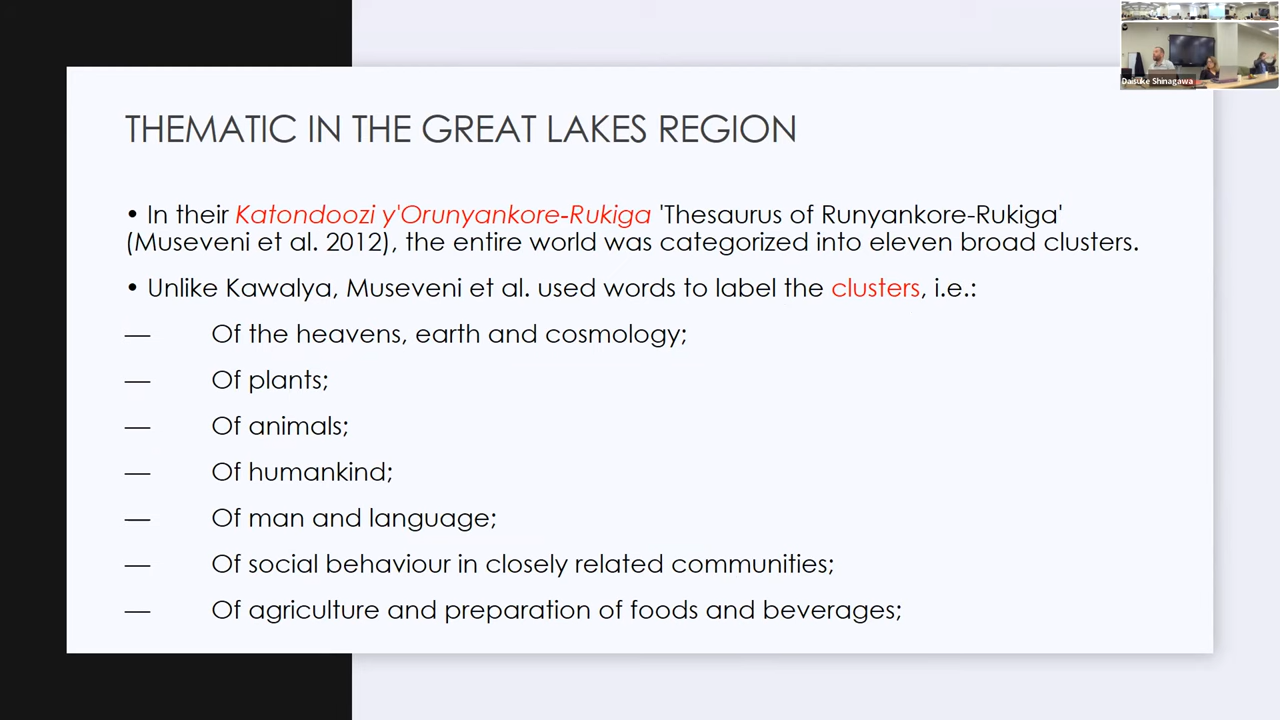 Daisuke Shinagawa
THEMATIC IN THE GREAT LAKES REGION
• In their Katondoozi y'Orunyankore-Rukiga 'Thesaurus of Runyankore-Rukiga'
(Museveni et al. 2012), the entire world was categorized into eleven broad clusters.
• Unlike Kawalya, Museveni et al. used words to label the clusters, i.e.:
— Of the heavens, earth and cosmology;
— Of plants;
— Of animals;
— Of humankind;
— Of man and language;
— Of social behaviour in closely related communities;
— Of agriculture and preparation of foods and beverages;